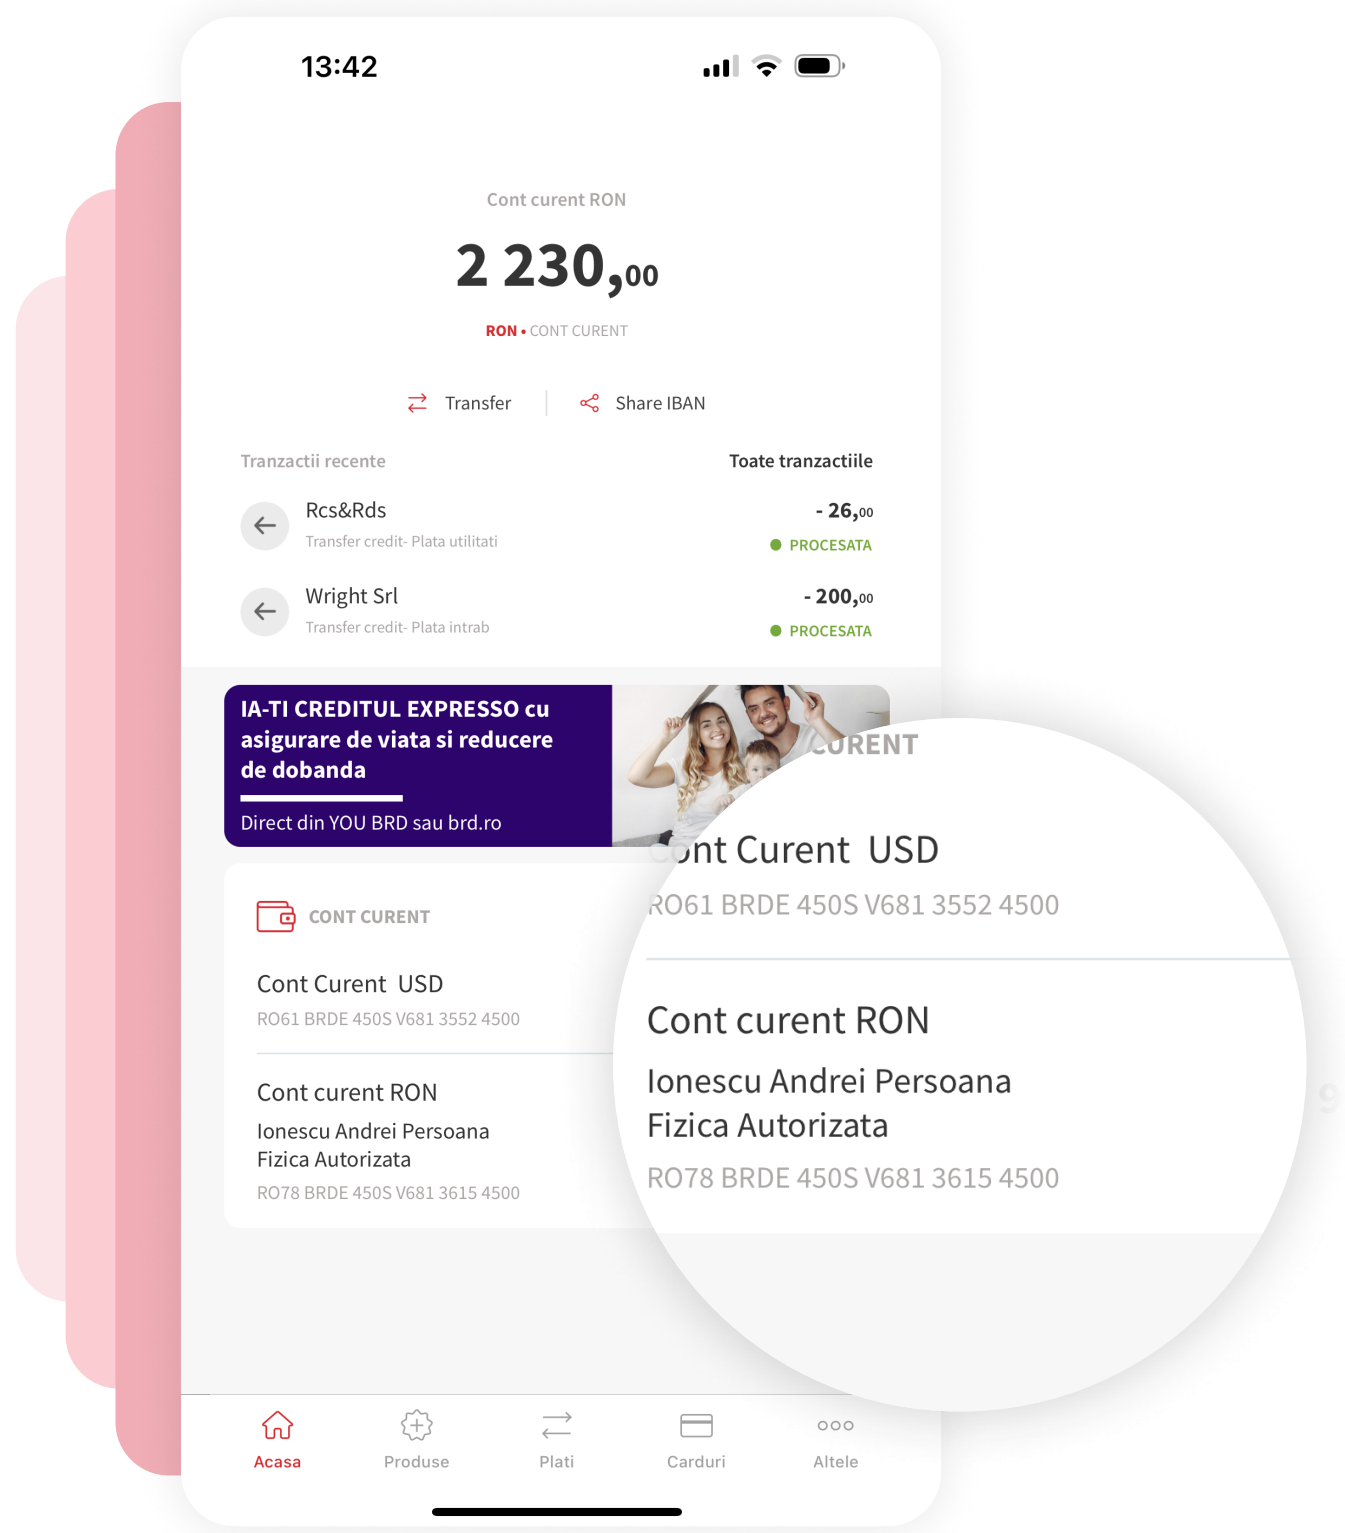 13:42
Cont curent RON
2 230,00
RON • CONT CURENT
Transfer
Share IBAN
Tranzactii recente
Toate tranzactiile
Rcs&Rds
- 26,00
Transfer credit- Plata utilitati
PROCESATA
Wright Srl
- 200,00
Transfer credit- Plata intrab
PROCESATA
IA-TI CREDITUL EXPRESSO cu
asigurare de viata si reducere
de dobanda
Direct din YOU BRD sau brd.ro
CONT CURENT
Cont Curent  USD
RO61 BRDE 450S V681 3552 4500
Cont curent RON
Ionescu Andrei Persoana
Fizica Autorizata
RO78 BRDE 450S V681 3615 4500
CURENT
Cont Curent  USD
RO61 BRDE 450S V681 3552 4500
Cont curent RON
Ionescu Andrei Persoana
Fizica Autorizata
RO78 BRDE 450S V681 3615 4500
9
Acasa
Produse
Plati
Carduri
Altele